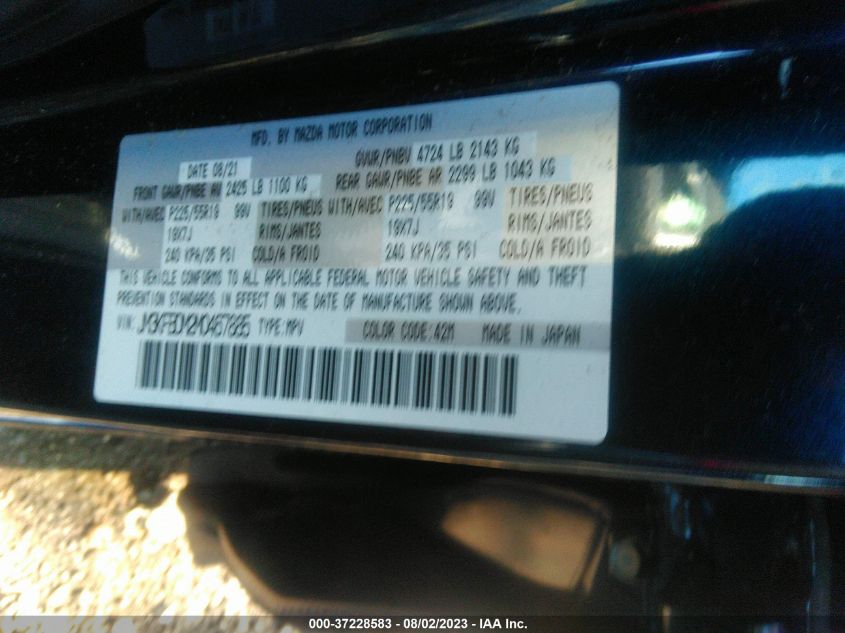 MFD. BY MAZDA MOTOR CORPORATION
DATE 08/21 GVWR/PNBV 4724 LB 2143 KG
FRONT GAWR/PNBE AV 2425 LB 1100 KG REAR GAWR/PNBE AR 2299 LB 1043 KG
WITH/AVEC P225/55R19 99V TIRES/PNEUS WITH/AVEC P225/55R19 99V TIRES/PNEUS
19X7J RIMS/JANTES 19X7J RIMS/JANTES
240 KPA/35 PSI COLD/A FROID 240 KPA/35 PSI COLD/A FROID
THIS VEHICLE CONFORMS TO ALL APPLICABLE FEDERAL MOTOR VEHICLE SAFETY AND THEFT
PREVENTION STANDARDS IN EFFECT ON THE DATE OF MANUFACTURE SHOWN ABOVE.
VIN: TYPE:MPV COLOR CODE:42M MADE IN JAPAN
000-37228583 - 08/02/2023 - IAA Inc.